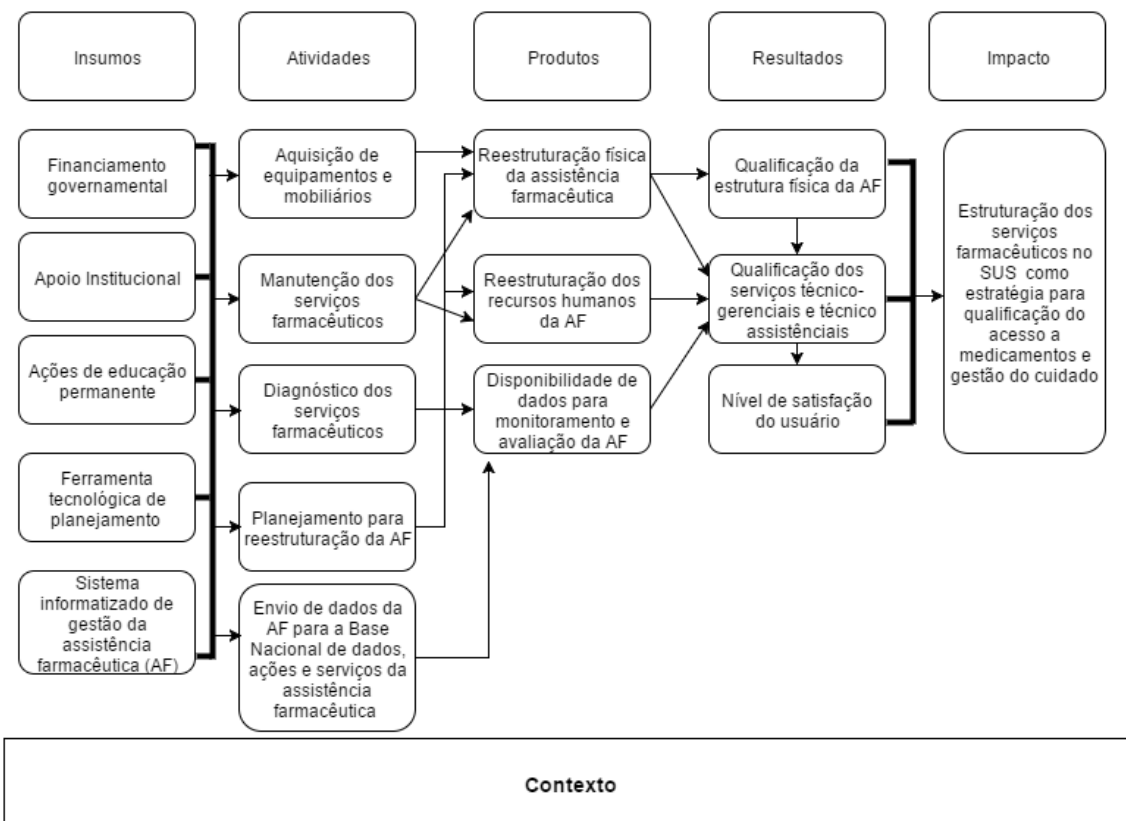 Insumos
Atividades
Produtos
Resultados
Impacto
Financiamento
governamental
Apoio Institucional
Ações de educação
permanente
Ferramenta
tecnológica de
planejamento
Sistema
informatizado de
gestão da
assistência
farmacêutica (AF)
Aquisição de
equipamentos e
mobiliários
Manutenção dos
serviços
farmacêuticos
Diagnóstico dos
serviços
farmacêuticos
Planejamento para
reestruturação da AF
Envio de dados da
AF para a Base
Nacional de dados,
ações e serviços da
assistência
farmacêutica
Reestruturação física
da assistência
farmacêutica
Reestruturação dos
recursos humanos
da AF
Disponibilidade de
dados para
monitoramento e
avaliação da AF
Qualificação da
estrutura física da AF
Qualificação dos
serviços técnico-
gerenciais e técnico
assistênciais
Nível de satisfação
do usuário
Estruturação dos
serviços
farmacêuticos no
SUS como
estratégia para
qualificação do
acesso a
medicamentos e
gestão do cuidado
Contexto